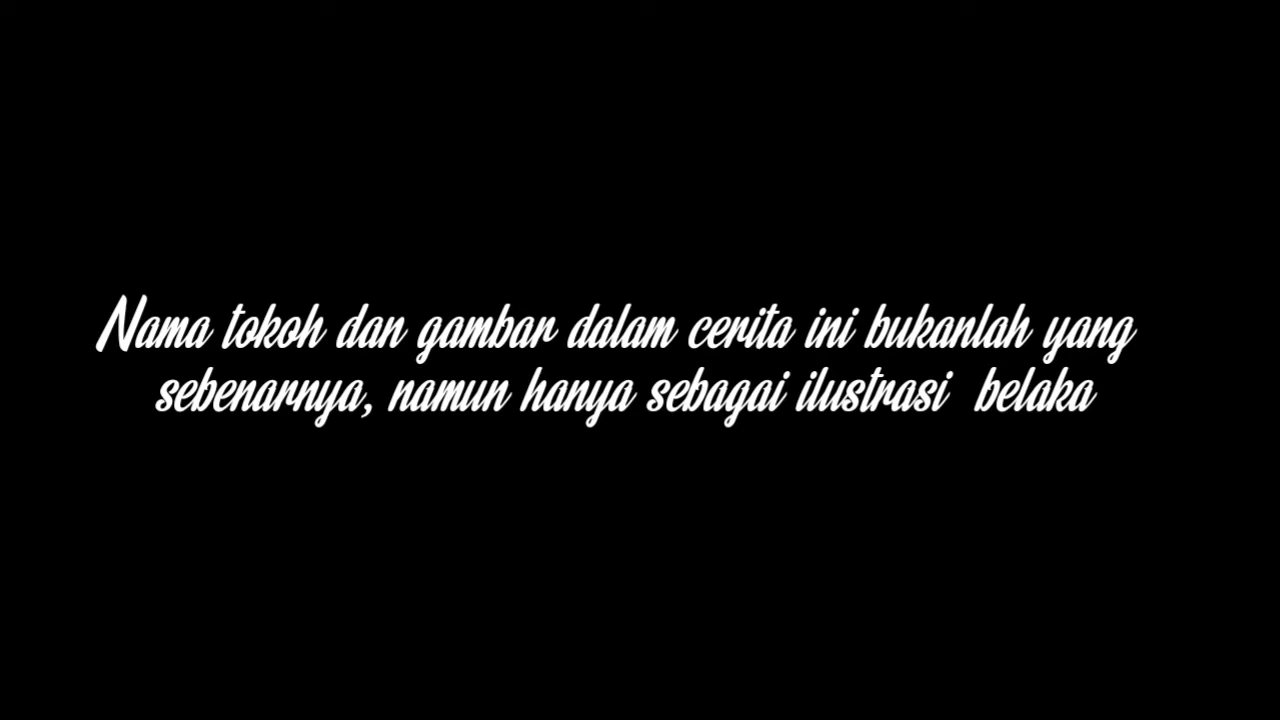 Nama tokoh dan gambar dalam cerita ini bukanlah yang
sebenarnya, namun hanya sebagai ilustrasi belaka